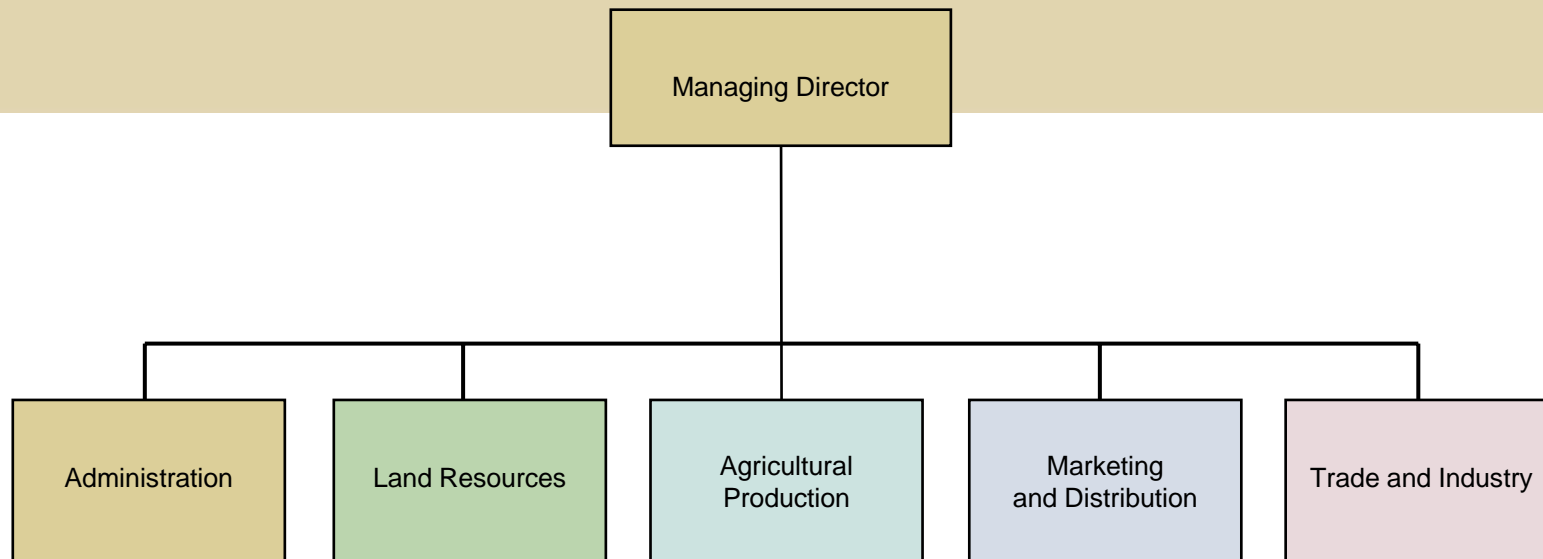 Managing Director
Administration
Land Resources
Agricultural
Production
Marketing
and Distribution
Trade and Industry